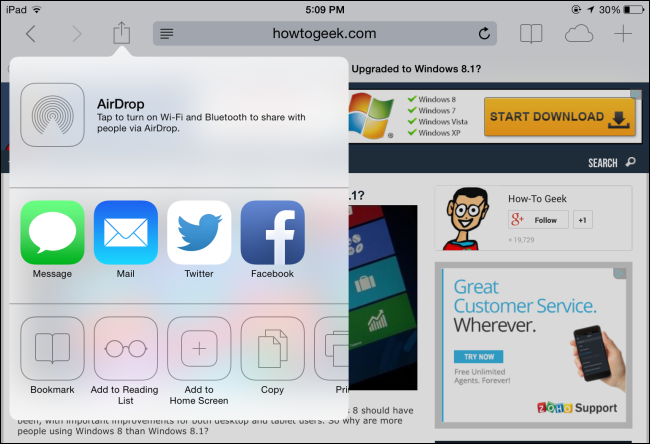 iPad
5:09 PM
30%
howtogeek.com
Upgraded to Windows 8.1?
AirDrop
Tap to turn on Wi-Fi and Bluetooth to share with
people via AirDrop.
Windows 8
Windows 7
Windows Vista
Windows XP
START DOWNLOAD
SEARCH
.1?
Message
Mail
Twitter
Facebook
How-To Geek
g+
Follow
+1
+ 19,729
Great
Customer Service.
Wherever.
TRY NOW
Free Unlimited
Agents. Forever!
ZOHO Support
Bookmark
Add to Reading
List
Add to
Home Screen
Copy
Pri
8 should have
been, with important improvements for both desktop and tablet users. So why are more
people using Windows 8 than Windows 8.1?